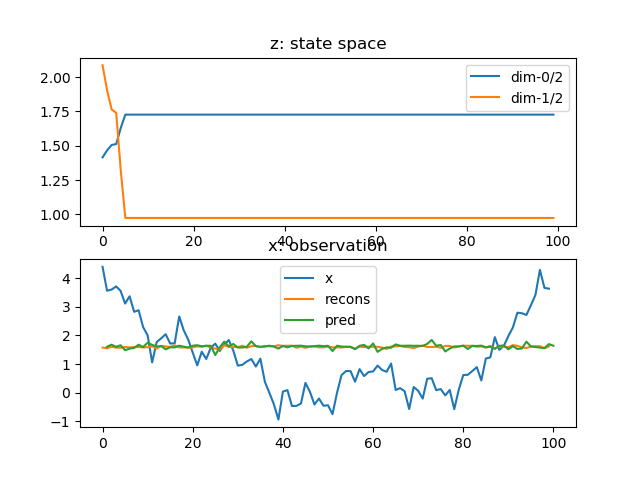 z: state space
2.00
1.75
1.50
1.25
1.00
dim-0/2
dim-1/2
0 20 40 60 80 100
x: observation
4
3
2
1
0
−1
x
recons
pred
0 20 40 60 80 100